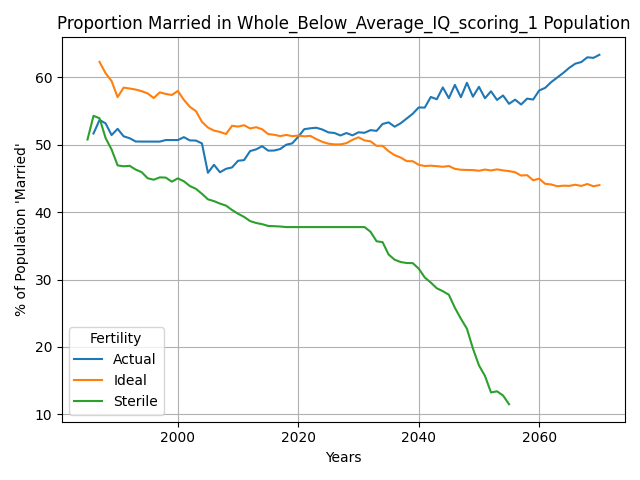 Proportion Married in Whole_Below_Average_IQ_scoring_1 Population
% of Population 'Married'
60
50
40
30
20
10
Fertility
Actual
Ideal
Sterile
2000 2020 2040 2060
Years